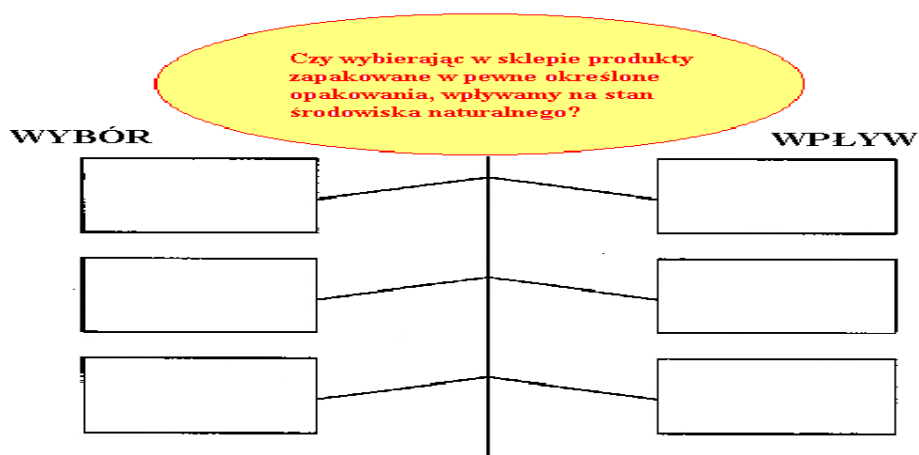 Czy wybierając w sklepie produkty
zapakowane w pewne określone
opakowania, wpływamy na stan
środowiska naturalnego?
WYBÓR
WPŁYW